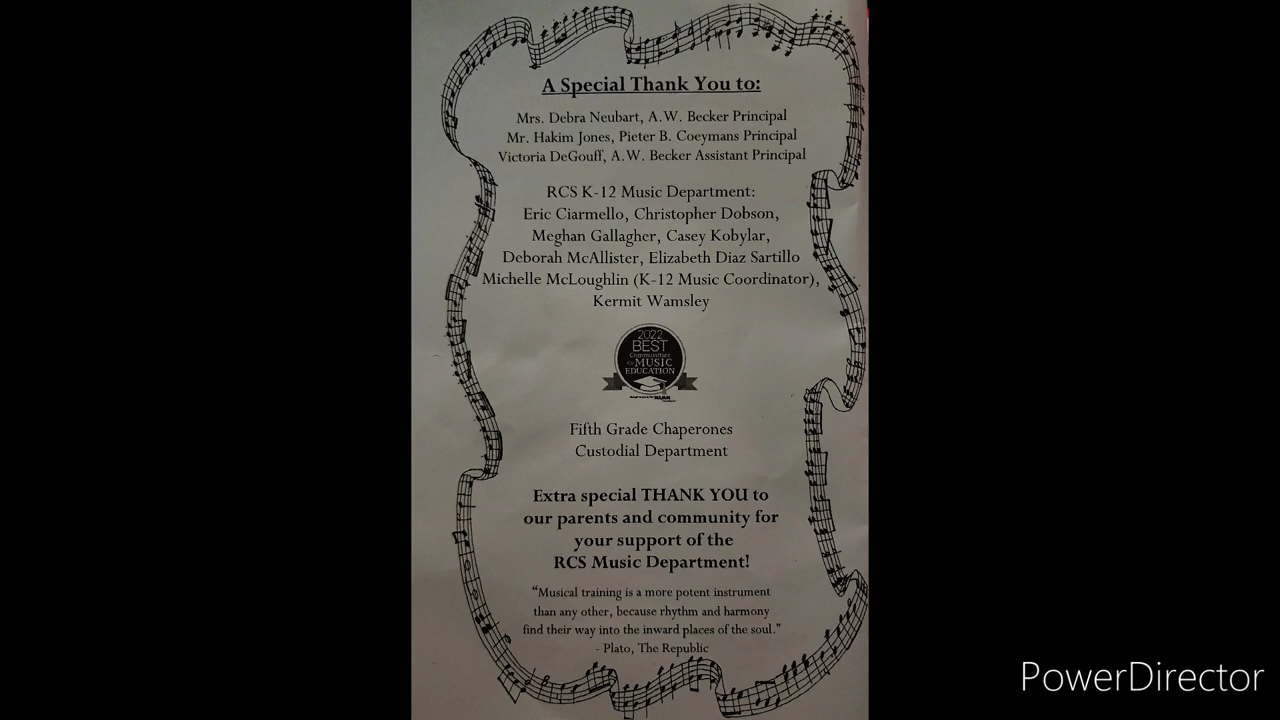 A Special Thank You to:
Mrs. Debra Neubart, A.W. Becker Principal
Mr. Hakim Jones, Pieter B. Coeymans Principal
Victoria DeGouff, A.W. Becker Assistant Principal
RCS K-12 Music Department:
Eric Ciarmello, Christopher Dobson,
Meghan Gallagher, Casey Kobylar,
Deborah McAllister, Elizabeth Diaz Sartillo
Michelle McLoughlin (K-12 Music Coordinator),
Kermit Wamsley
2022
BEST
Communities
for MUSIC
EDUCATION
Fifth Grade Chaperones
Custodial Department
Extra special THANK YOU to
our parents and community for
your support of the
RCS Music Department!
“Musical training is a more potent instrument
than any other, because rhythm and harmony
find their way into the inward places of the soul.”
- Plato, The Republic
PowerDirector